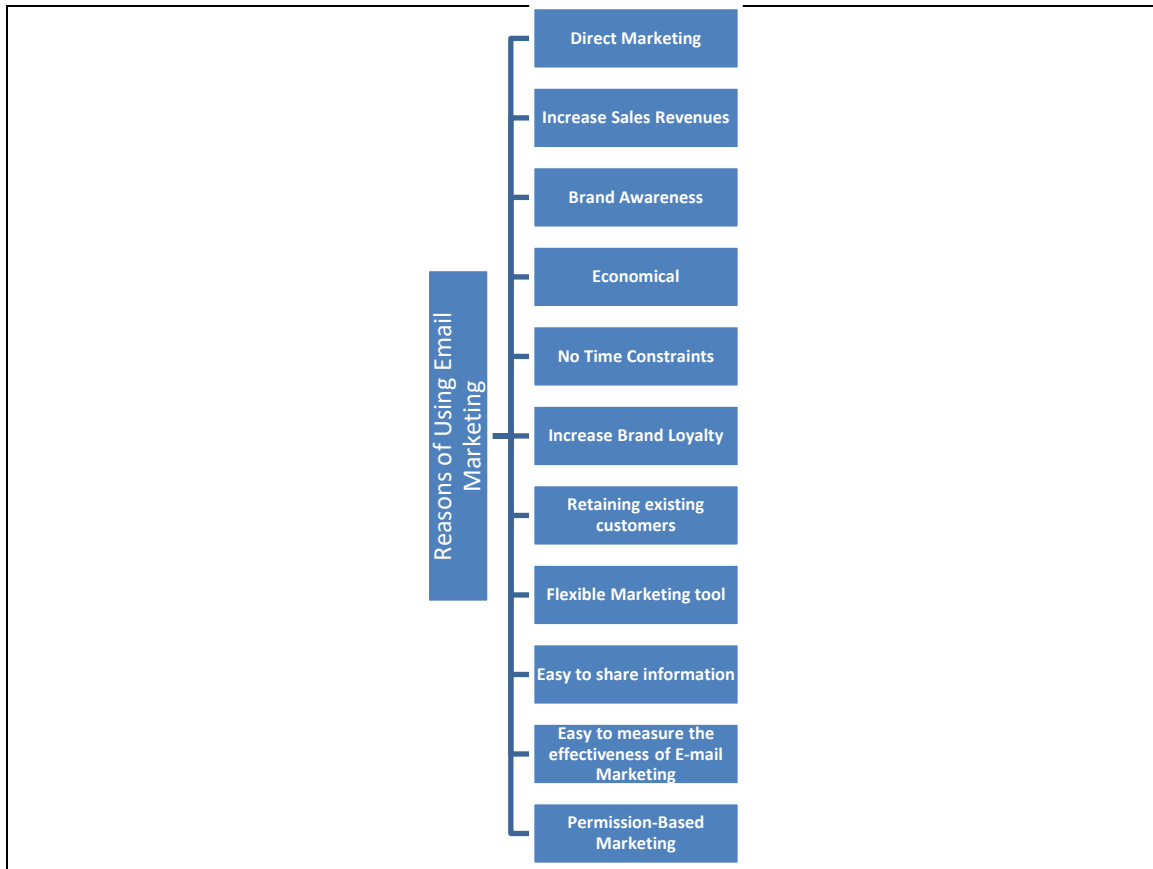 Reasons of Using Email
Marketing
Direct Marketing
Increase Sales Revenues
Brand Awareness
Economical
No Time Constraints
Increase Brand Loyalty
Retaining existing
customers
Flexible Marketing tool
Easy to share information
Easy to measure the
effectiveness of E-mail
Marketing
Permission-Based
Marketing